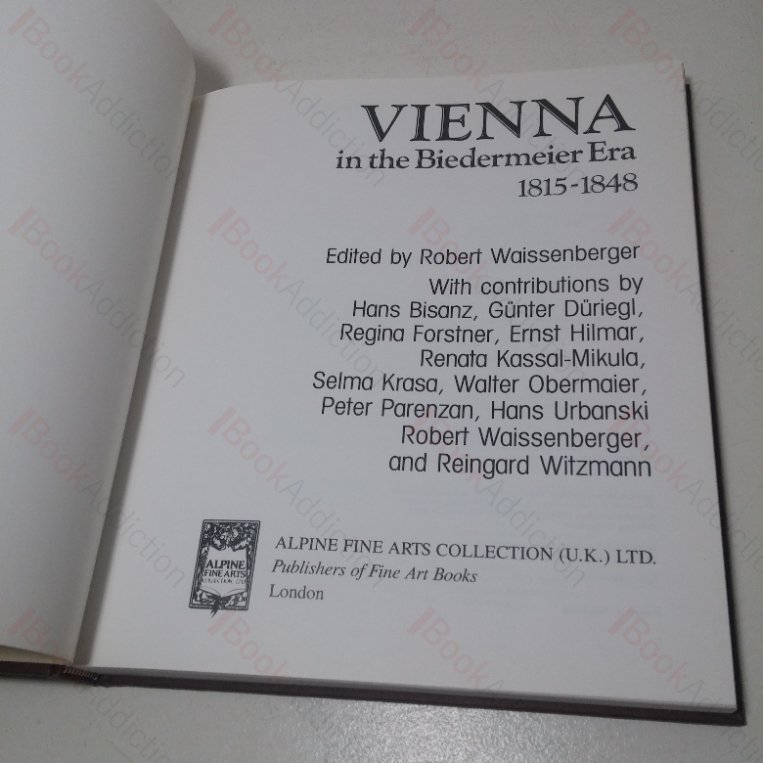 VIENNA
in the Biedermeier Era
1815-1848
Edited by Robert Waissenberger
With contributions by
Hans Bisanz, Günter Düriegl,
Regina Forstner, Ernst Hilmar,
Renata Kassal-Mikula,
Selma Krasa, Walter Obermaier,
Peter Parenzan, Hans Urbanski
Robert Waissenberger,
and Reingard Witzmann
ALPINE
FINE ARTS
COLLECTION, LTD.
ALPINE FINE ARTS COLLECTION (U.K.) LTD.
Publishers of Fine Art Books
London
BookAddiction